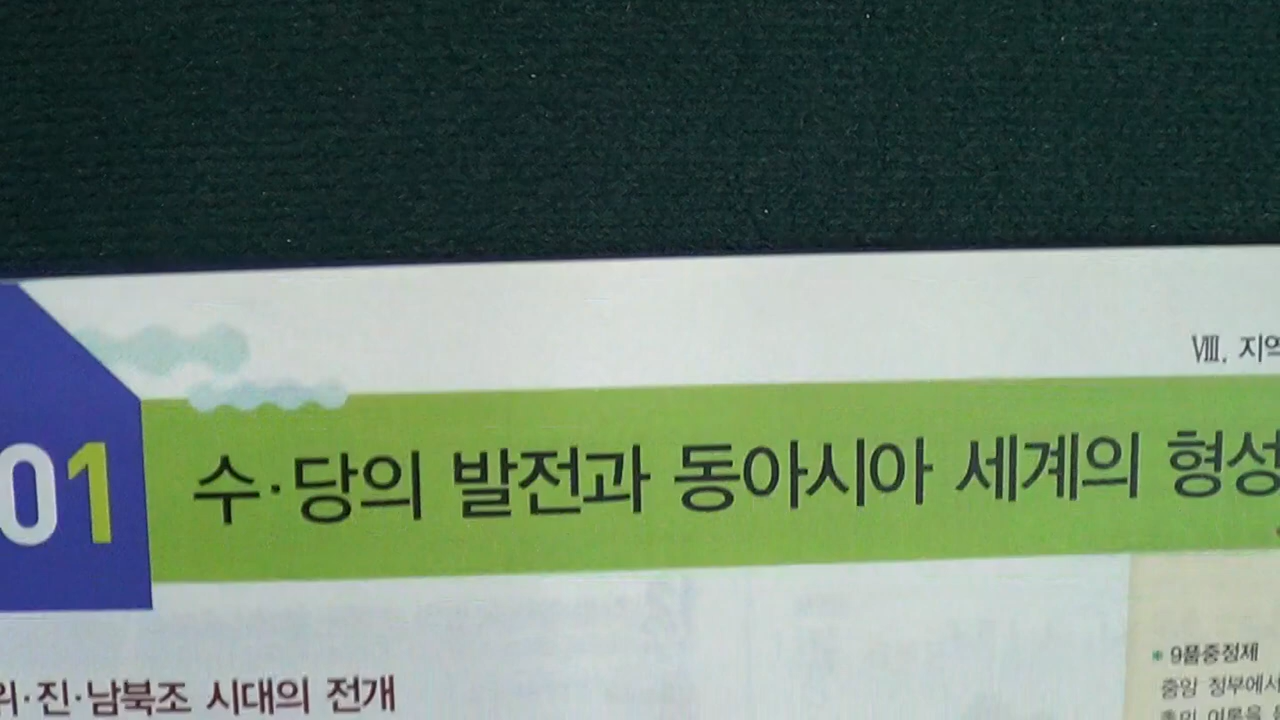 Ⅷ. 지역
01 수·당의 발전과 동아시아 세계의 형성
위·진·남북조 시대의 전개
* 9품중정제
중앙 정부에서